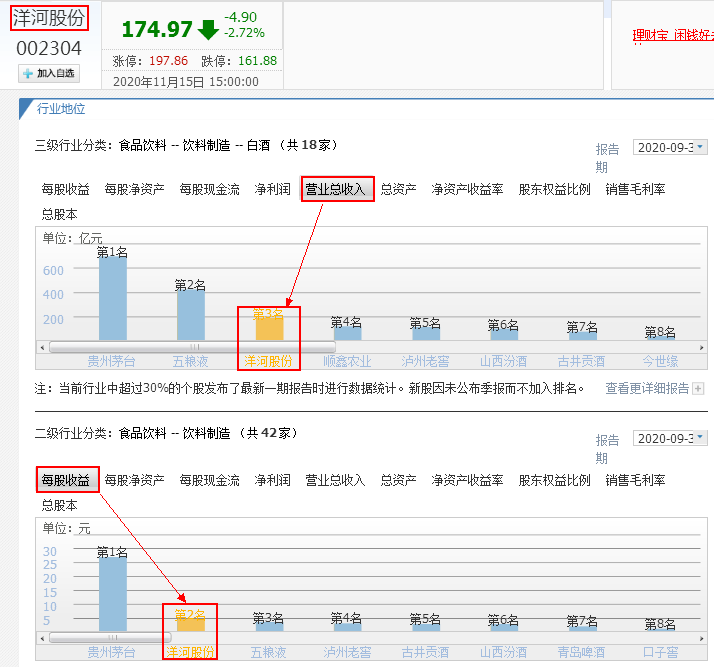 洋河股份
002304
加入自选
174.97
-4.90
-2.72%
涨停：197.86 跌停：161.88
2020年11月15日 15:00:00
理财宝 闲钱好
行业地位
三级行业分类：食品饮料 -- 饮料制造 -- 白酒 （共 18家）
报告期
2020-09-3
每股收益 每股净资产 每股现金流 净利润 营业总收入 总资产 净资产收益率 股东权益比例 销售毛利率
总股本
单位：亿元
600
400
200
第1名 第2名 第3名 第4名 第5名 第6名 第7名 第8名
贵州茅台 五粮液 洋河股份 顺鑫农业 泸州老窖 山西汾酒 古井贡酒 今世缘
注：当前行业中超过30%的个股发布了最新一期报告时进行数据统计。新股因未公布季报而不加入排名。 查看更详细报告
二级行业分类：食品饮料 -- 饮料制造 （共 42家）
报告期
2020-09-3
每股收益 每股净资产 每股现金流 净利润 营业总收入 总资产 净资产收益率 股东权益比例 销售毛利率
总股本
单位：元
30
25
20
15
10
5
第1名 第2名 第3名 第4名 第5名 第6名 第7名 第8名
贵州茅台 洋河股份 五粮液 泸州老窖 古井贡酒 山西汾酒 青岛啤酒 口子窖